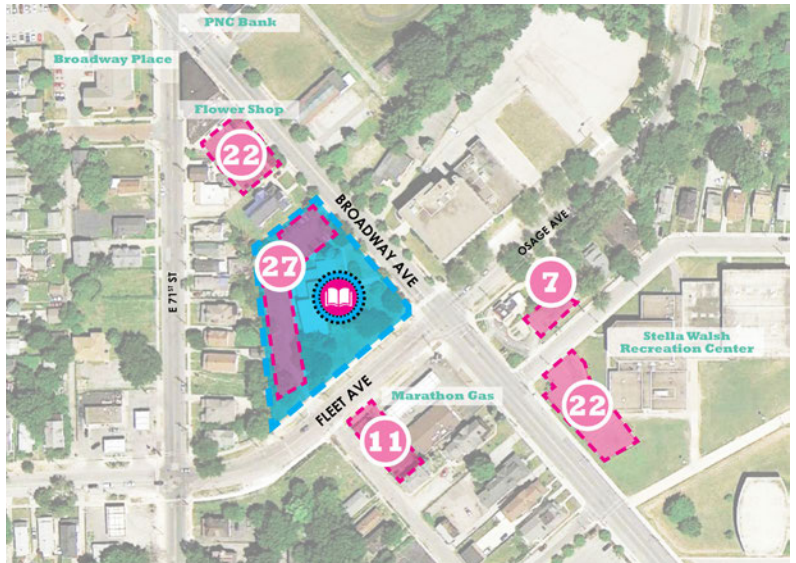 PNC Bank
Broadway Place
Flower Shop
22
BROADWAY AVE
OSAGE AVE
27
7
E 71ST ST
Stella Walsh
Recreation Center
FLEET AVE
Marathon Gas
22
11